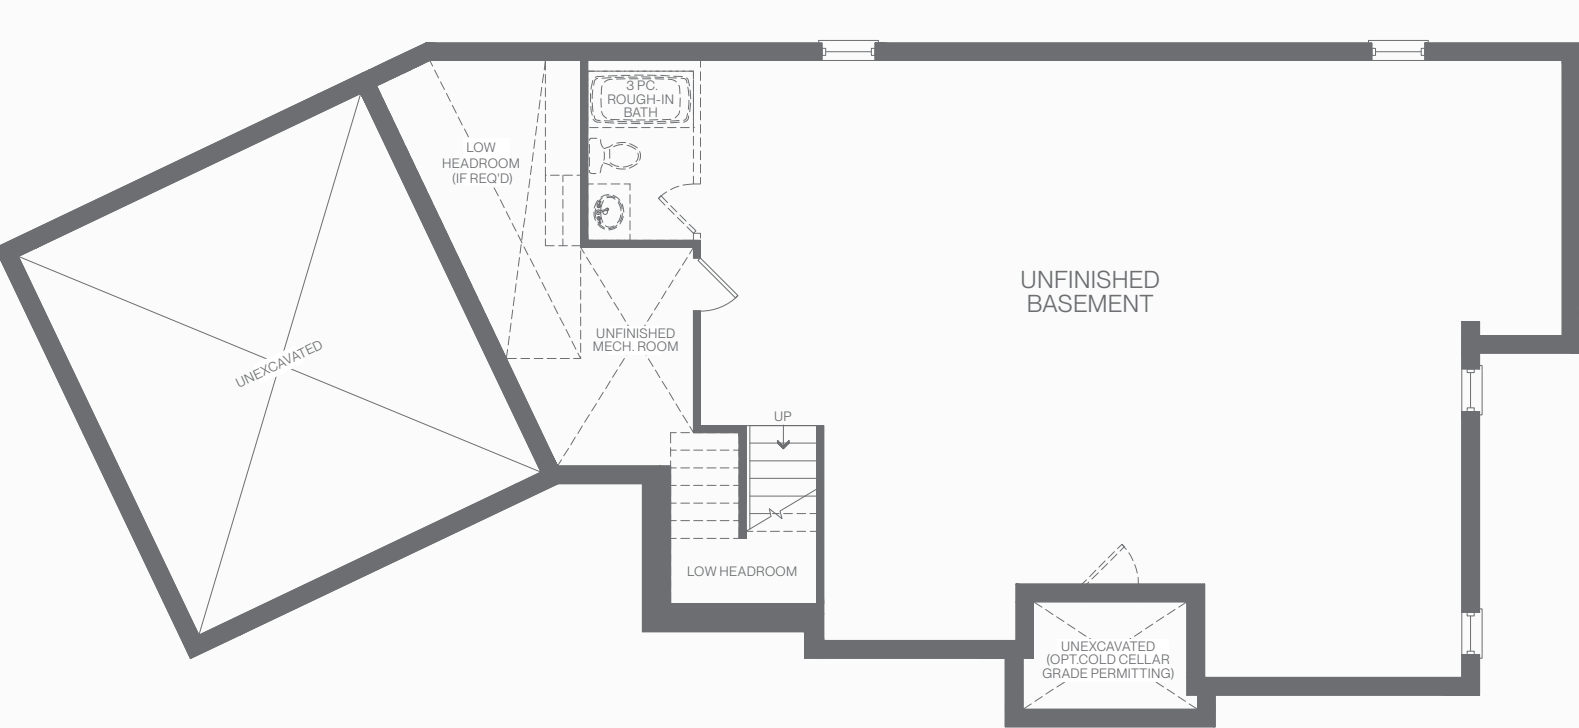 3 PC.
ROUGH-IN
BATH
LOW
HEADROOM
(IF REQ'D)
UNFINISHED
BASEMENT
UNFINISHED
MECH. ROOM
UNEXCAVATED
UP
LOW HEADROOM
UNEXCAVATED
(OPT.COLD CELLAR
GRADE PERMITTING)